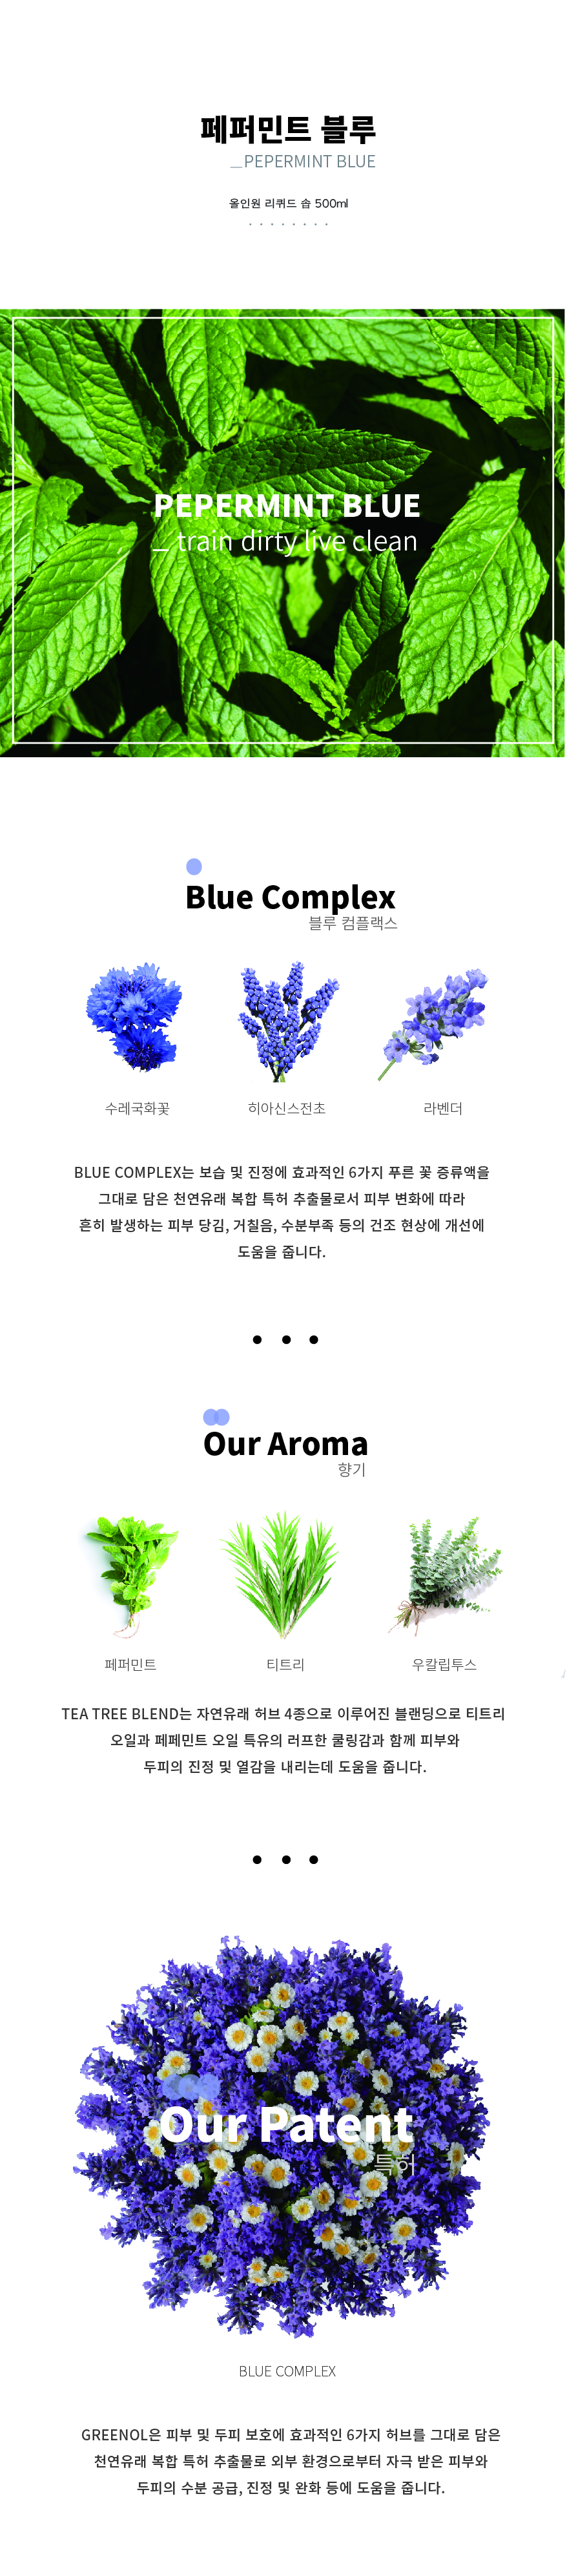 페퍼민트 블루
PEPERMINT BLUE
올인원 리퀴드 솝 500ml
PEPERMINT BLUE
_ train dirty live clean
Blue Complex
블루 컴플랙스
수레국화꽃
히아신스전초
라벤더
BLUE COMPLEX는 보습 및 진정에 효과적인 6가지 푸른 꽃 증류액을
그대로 담은 천연유래 복합 특허 추출물로서 피부 변화에 따라
흔히 발생하는 피부 당김, 거칠음, 수분부족 등의 건조 현상에 개선에
도움을 줍니다.
Our Aroma
향기
페퍼민트
티트리
우칼립투스
TEA TREE BLEND는 자연유래 허브 4종으로 이루어진 블랜딩으로 티트리
오일과 페페민트 오일 특유의 러프한 쿨링감과 함께 피부와
두피의 진정 및 열감을 내리는데 도움을 줍니다.
Our Patent
특허
BLUE COMPLEX
GREENOL은 피부 및 두피 보호에 효과적인 6가지 허브를 그대로 담은
천연유래 복합 특허 추출물로 외부 환경으로부터 자극 받은 피부와
두피의 수분 공급, 진정 및 완화 등에 도움을 줍니다.